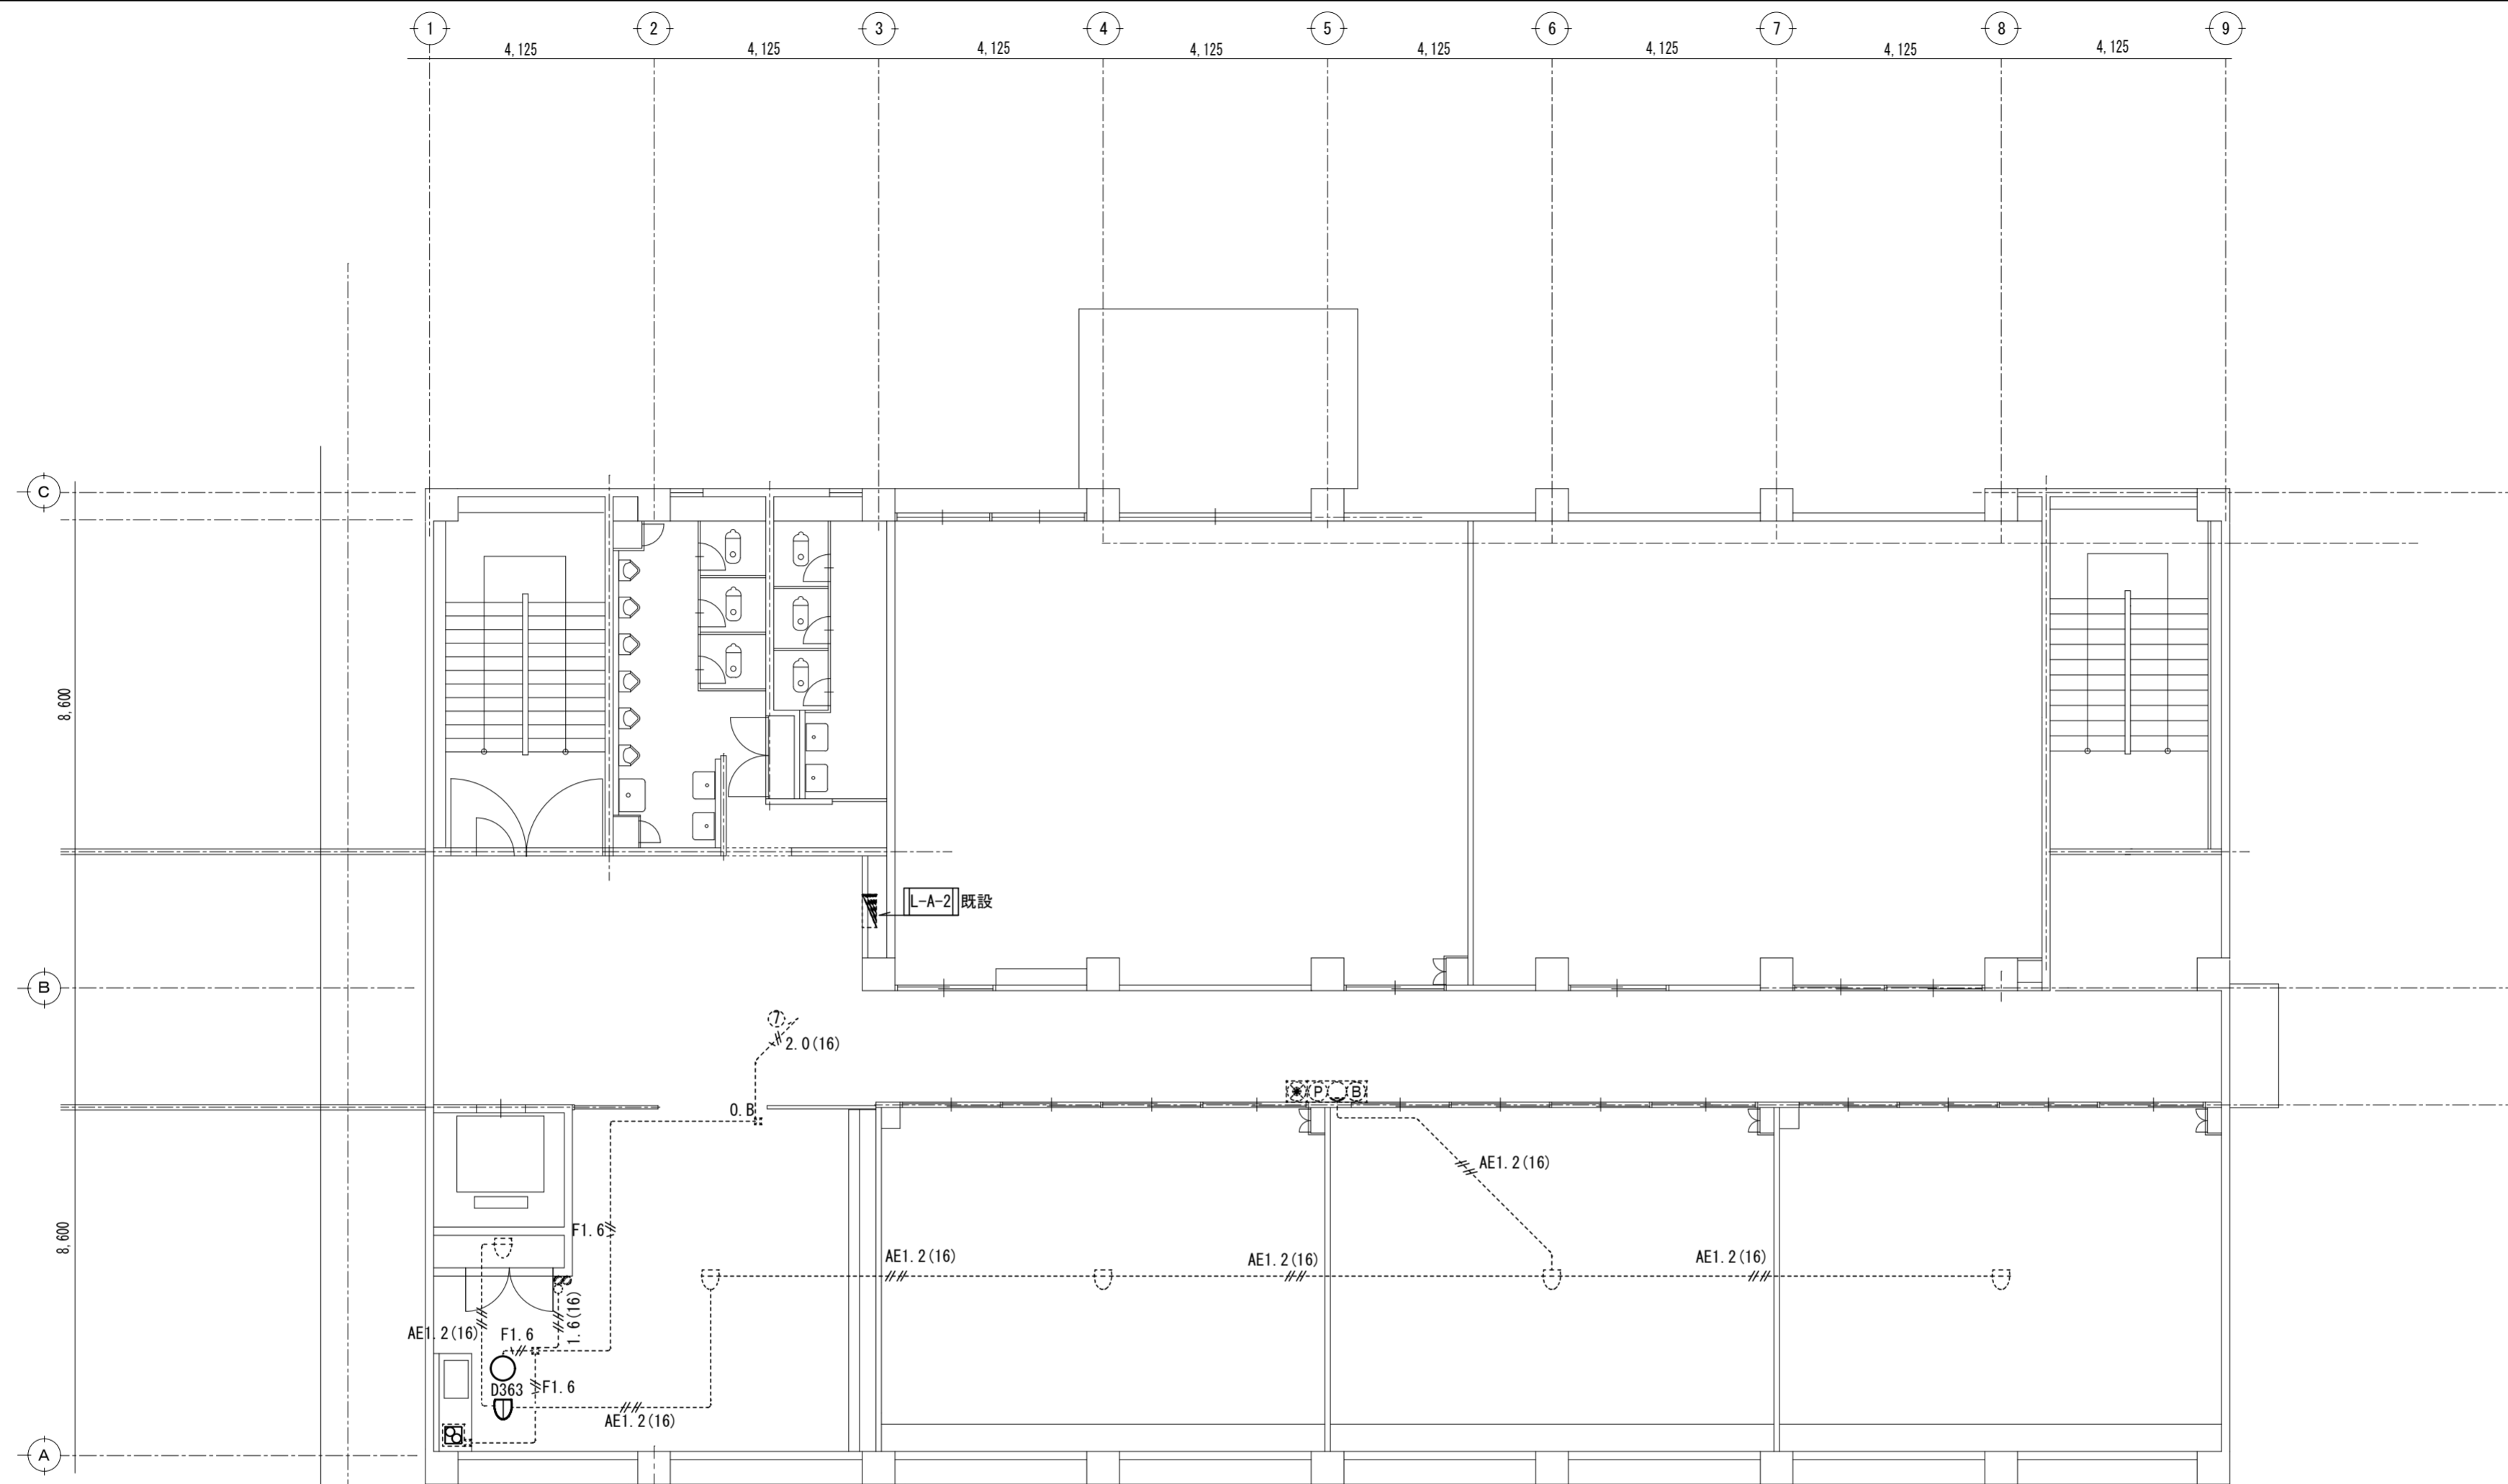 1 2 3 4 5 6 7 8 9
4,125 4,125 4,125 4,125 4,125 4,125 4,125 4,125
C
8,600
L-A-2 既設
B
7
2.0(16)
P B
O.B
AE1.2(16)
8,600
F1.6
AE1.2(16) AE1.2(16) AE1.2(16)
1.6(16)
AE1.2(16) F1.6
D363 F1.6
AE1.2(16)
A